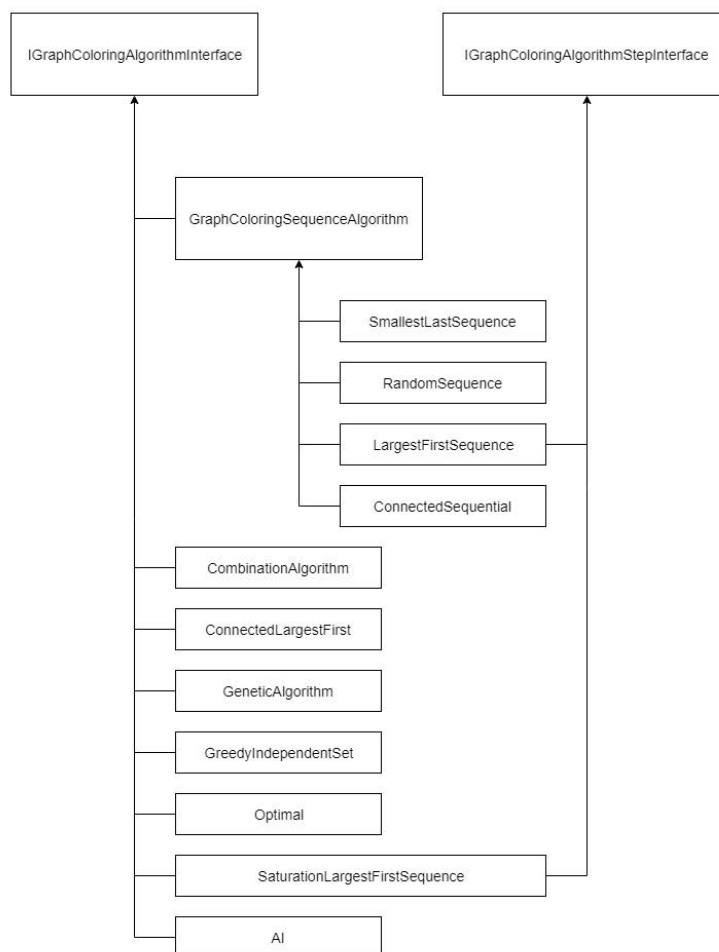 IGraphColoringAlgorithmInterface
IGraphColoringAlgorithmStepInterface
GraphColoringSequenceAlgorithm
SmallestLastSequence
RandomSequence
LargestFirstSequence
ConnectedSequential
CombinationAlgorithm
ConnectedLargestFirst
GeneticAlgorithm
GreedyIndependentSet
Optimal
SaturationLargestFirstSequence
AI